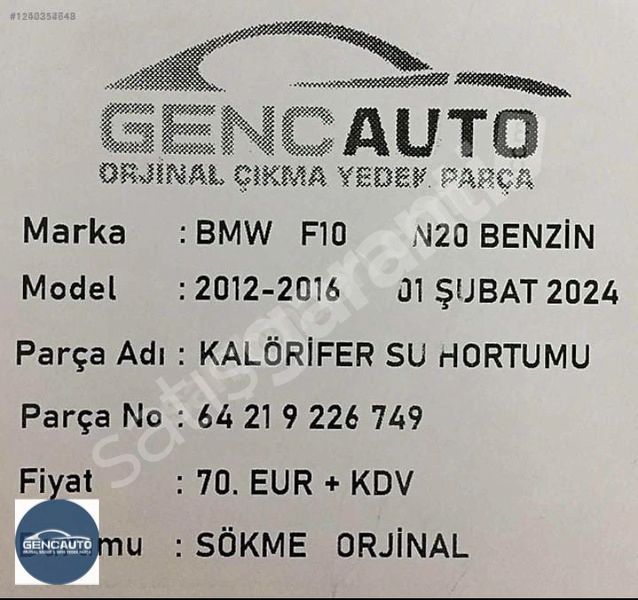 GENCAUTO
ORJİNAL ÇIKMA YEDEK PARÇA
Marka : BMW F10 N20 BENZİN
Model : 2012-2016 01 ŞUBAT 2024
Parça Adı : KALÖRİFER SU HORTUMU
Parça No : 64 21 9 226 749
Fiyat : 70. EUR + KDV
: SÖKME ORJİNAL
GENCAUTO
satışgaranti